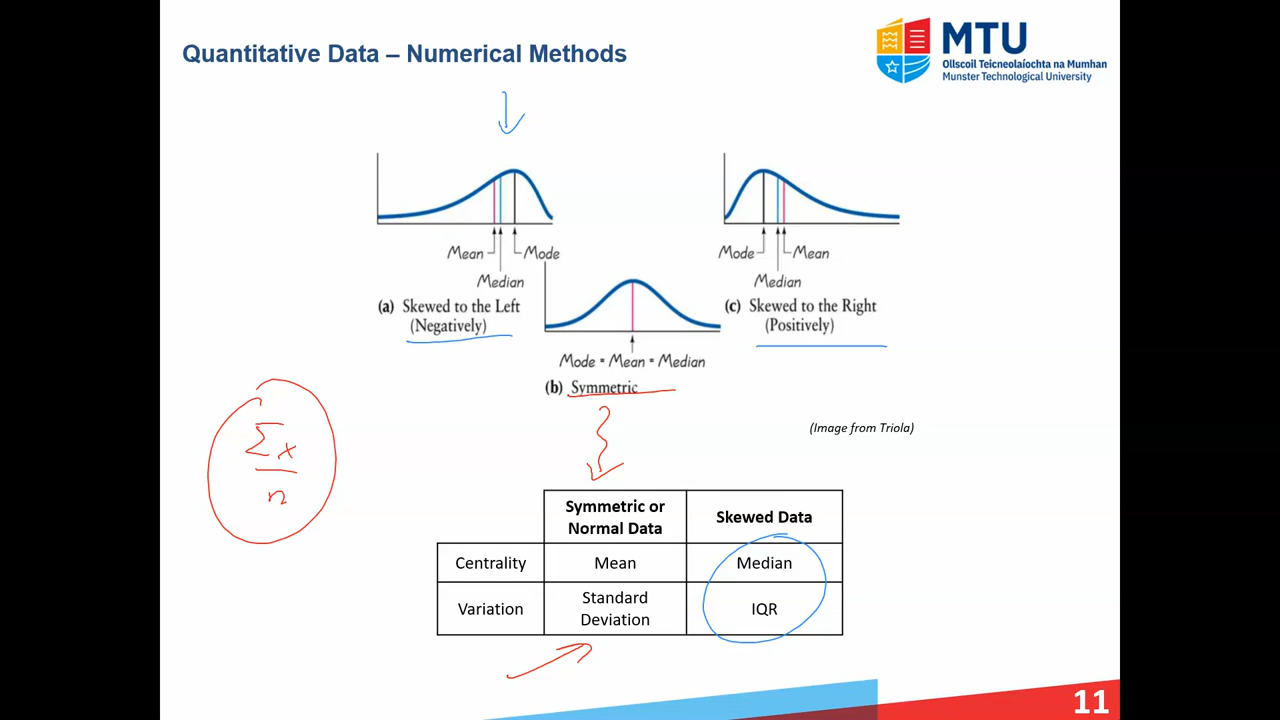 Quantitative Data – Numerical Methods
MTU
Ollscoil Teicneolaíochta na Mumhan
Munster Technological University
Mean
Mode
Median
(a) Skewed to the Left
(Negatively)
Mode
Mean
Median
(c) Skewed to the Right
(Positively)
Mode = Mean = Median
(b) Symmetric
(Image from Triola)
Σx
n
Symmetric or
Normal Data
Skewed Data
Centrality
Mean
Median
Variation
Standard
Deviation
IQR
11